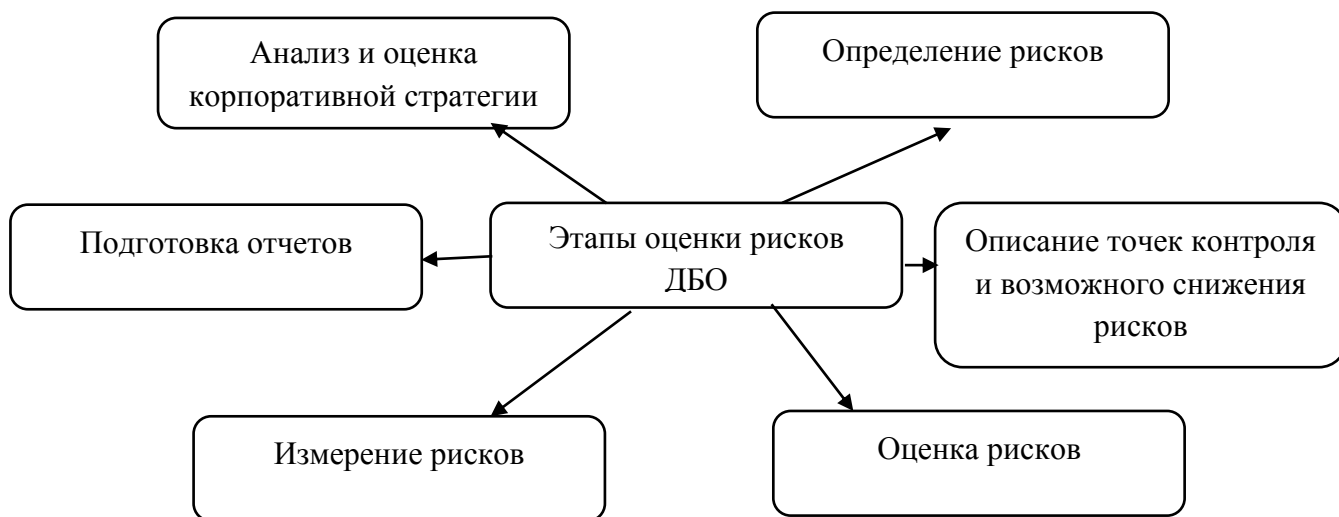 Анализ и оценка
корпоративной стратегии
Определение рисков
Подготовка отчетов
Этапы оценки рисков
ДБО
Описание точек контроля
и возможного снижения
рисков
Измерение рисков
Оценка рисков